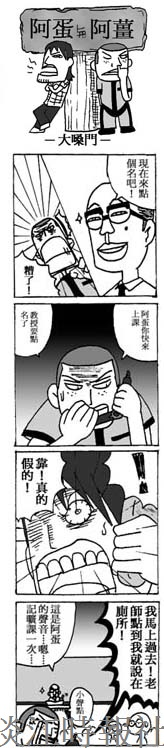 阿蛋與阿薑
—大嗓門—
現在來點
個名吧！
糟了！
阿蛋你快來
上課
教授要點
名了
靠！真的
假的！
我馬上過去！老
師點到我就說在
廁所！
這是阿蛋
的聲音…嗯…
記曠課一次…
小聲點